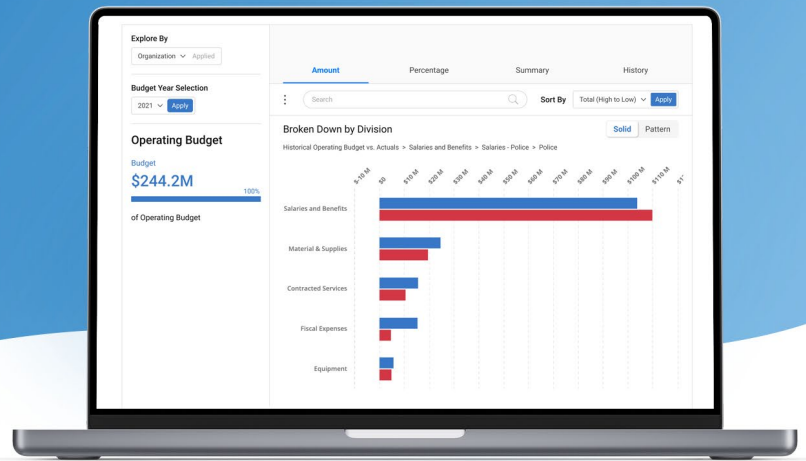 Explore By
Organization Applied
Budget Year Selection
2021 Apply
Operating Budget
Budget
$244.2M
100%
of Operating Budget
Amount Percentage Summary History
Search Sort By Total (High to Low) Apply
Broken Down by Division Solid Pattern
Historical Operating Budget vs. Actuals > Salaries and Benefits > Salaries - Police > Police
$-10 M $0 $10 M $20 M $30 M $40 M $50 M $60 M $70 M $80 M $90 M $100 M $110 M
Salaries and Benefits
Material & Supplies
Contracted Services
Fiscal Expenses
Equipment